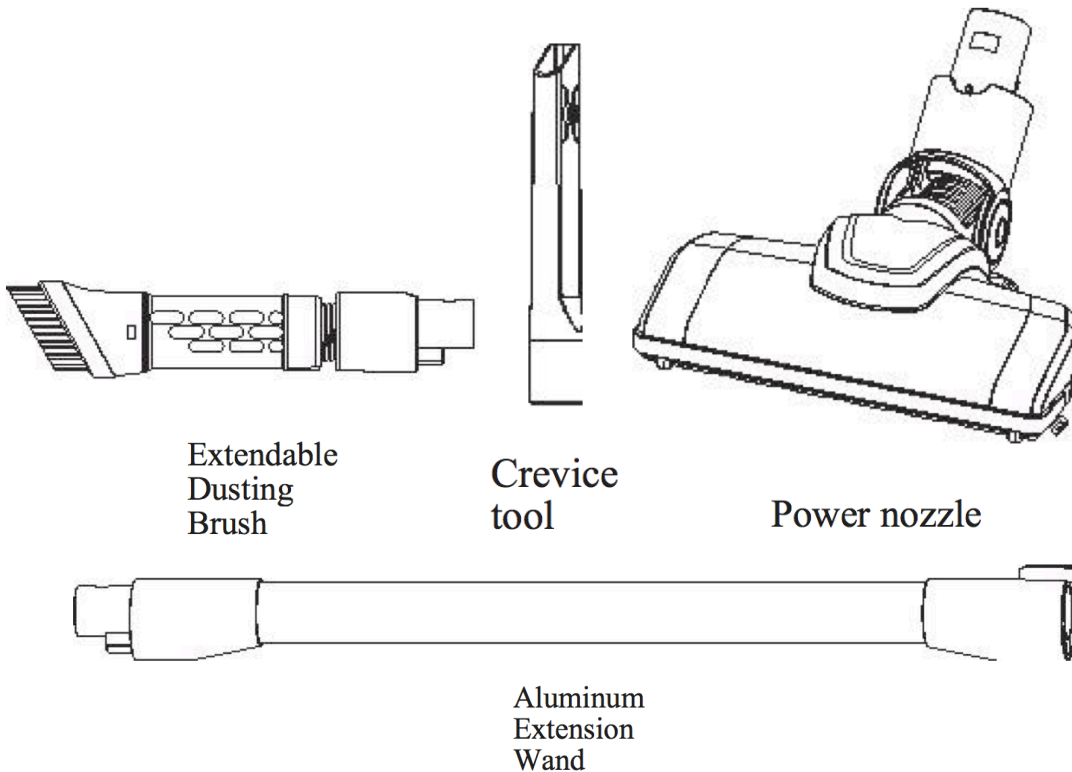 Extendable
Dusting
Brush
Crevice
tool
Power nozzle
Aluminum
Extension
Wand